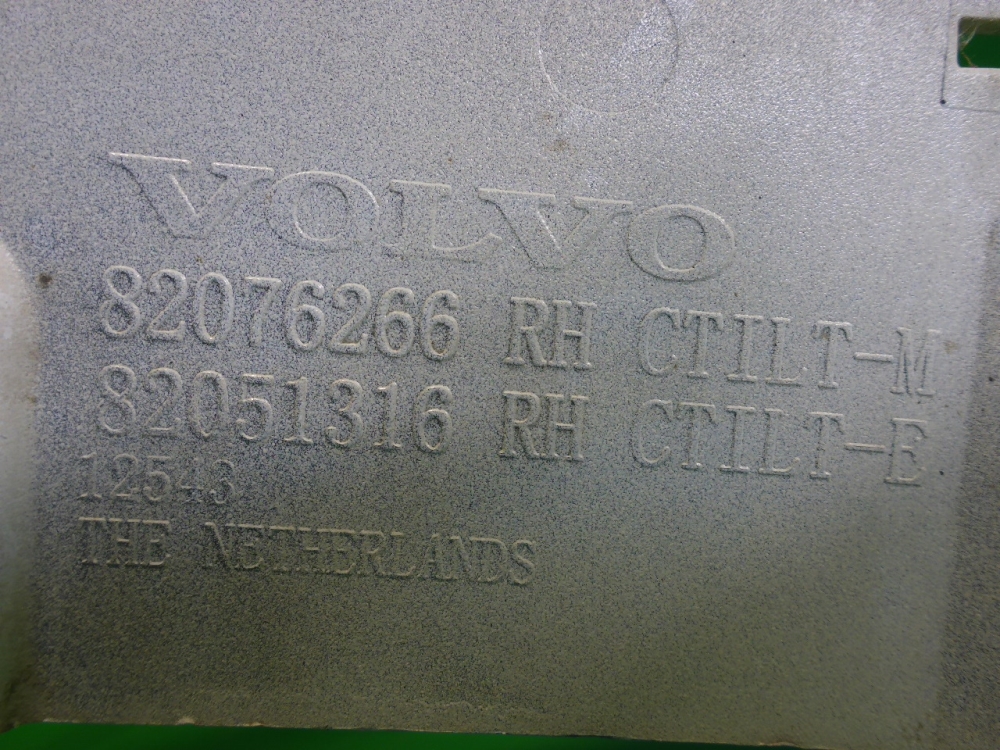 VOLVO
82076266 RH CTILT-M
82051316 RH CTILT-E
12543
THE NETHERLANDS